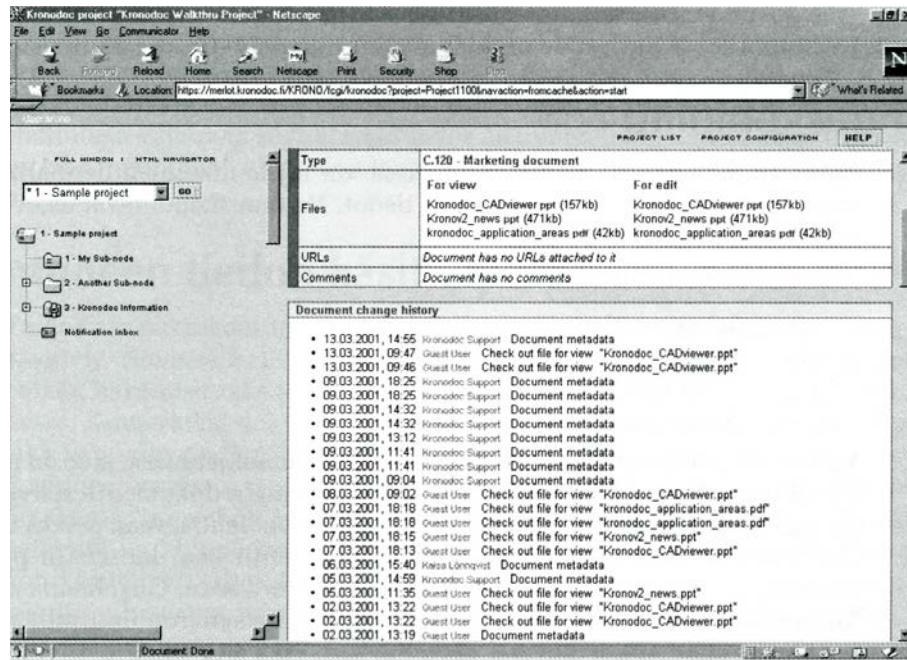 Kronodoc project "Kronodoc Walkthru Project" - Netscape
File Edit View Go Communicator Help
Back Forward Reload Home Search Netscape Print Security Shop Stop
Bookmarks Location: https://merlot.kronodoc.fi/KRONO/fcgi/kronodoc?project=Project1100&navaction=fromcache&action=start What's Related
PROJECT LIST PROJECT CONFIGURATION HELP
FULL WINDOW | HTML NAVIGATOR
* 1 - Sample project GO
1 - Sample project
1 - My Sub-node
2 - Another Sub-node
3 - Kronodoc Information
Notification inbox
Type C.120 - Marketing document
Files
For view For edit
Kronodoc_CADviewer ppt (157kb) Kronodoc_CADviewer ppt (157kb)
Kronov2_news ppt (471kb) Kronov2_news ppt (471kb)
kronodoc_application_areas pdf (42kb) kronodoc_application_areas pdf (42kb)
URLs Document has no URLs attached to it
Comments Document has no comments
Document change history
• 13.03.2001, 14:55 Kronodoc Support Document metadata
• 13.03.2001, 09:47 Guest User Check out file for view "Kronodoc_CADviewer.ppt"
• 13.03.2001, 09:46 Guest User Check out file for view "Kronodoc_CADviewer.ppt"
• 09.03.2001, 18:25 Kronodoc Support Document metadata
• 09.03.2001, 18:25 Kronodoc Support Document metadata
• 09.03.2001, 14:32 Kronodoc Support Document metadata
• 09.03.2001, 14:32 Kronodoc Support Document metadata
• 09.03.2001, 13:12 Kronodoc Support Document metadata
• 09.03.2001, 11:41 Kronodoc Support Document metadata
• 09.03.2001, 11:41 Kronodoc Support Document metadata
• 09.03.2001, 09:04 Kronodoc Support Document metadata
• 08.03.2001, 09:02 Guest User Check out file for view "Kronodoc_CADviewer.ppt"
• 07.03.2001, 18:18 Guest User Check out file for view "kronodoc_application_areas.pdf"
• 07.03.2001, 18:18 Guest User Check out file for view "kronodoc_application_areas.pdf"
• 07.03.2001, 18:15 Guest User Check out file for view "Kronov2_news.ppt"
• 07.03.2001, 18:13 Guest User Check out file for view "Kronodoc_CADviewer.ppt"
• 06.03.2001, 15:40 Kaisa Lönnqvist Document metadata
• 05.03.2001, 14:59 Kronodoc Support Document metadata
• 05.03.2001, 11:35 Guest User Check out file for view "Kronov2_news.ppt"
• 02.03.2001, 13:22 Guest User Check out file for view "Kronodoc_CADviewer.ppt"
• 02.03.2001, 13:22 Guest User Check out file for view "Kronodoc_CADviewer.ppt"
• 02.03.2001, 13:19 Guest User Document metadata
Document: Done